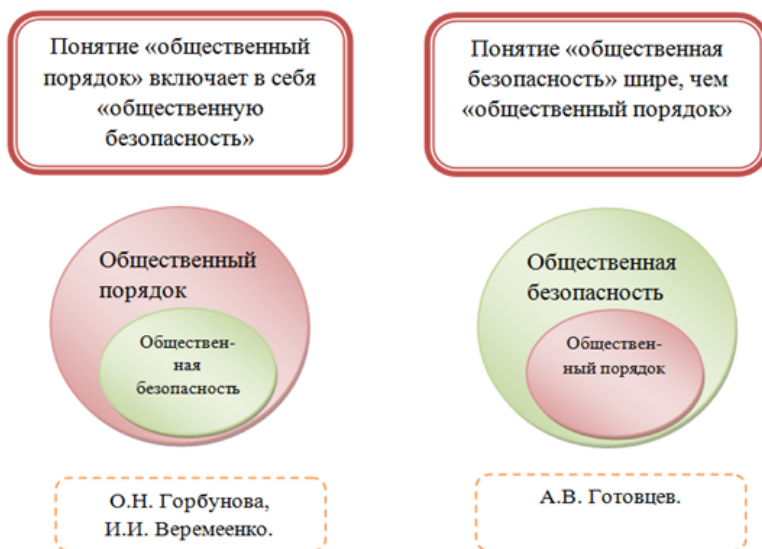 Понятие «общественный
порядок» включает в себя
«общественную
безопасность»
Понятие «общественная
безопасность» шире, чем
«общественный порядок»
Общественный
порядок
Обществен-
ная
безопасность
Общественная
безопасность
Обществен-
ный порядок
О.Н. Горбунова,
И.И. Веремеенко.
А.В. Готовцев.